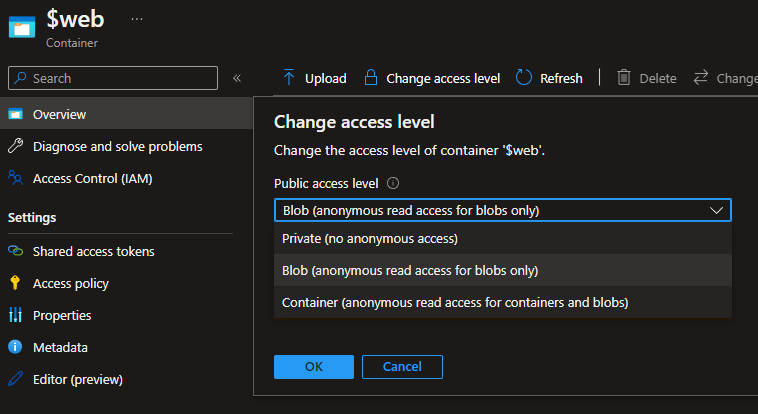 $web
...
Container
Search
«
Upload
Change access level
Refresh
Delete
Change
Overview
Diagnose and solve problems
Access Control (IAM)
Settings
Shared access tokens
Access policy
Properties
Metadata
Editor (preview)
Change access level
Change the access level of container '$web'.
Public access level
Blob (anonymous read access for blobs only)
Private (no anonymous access)
Blob (anonymous read access for blobs only)
Container (anonymous read access for containers and blobs)
OK
Cancel